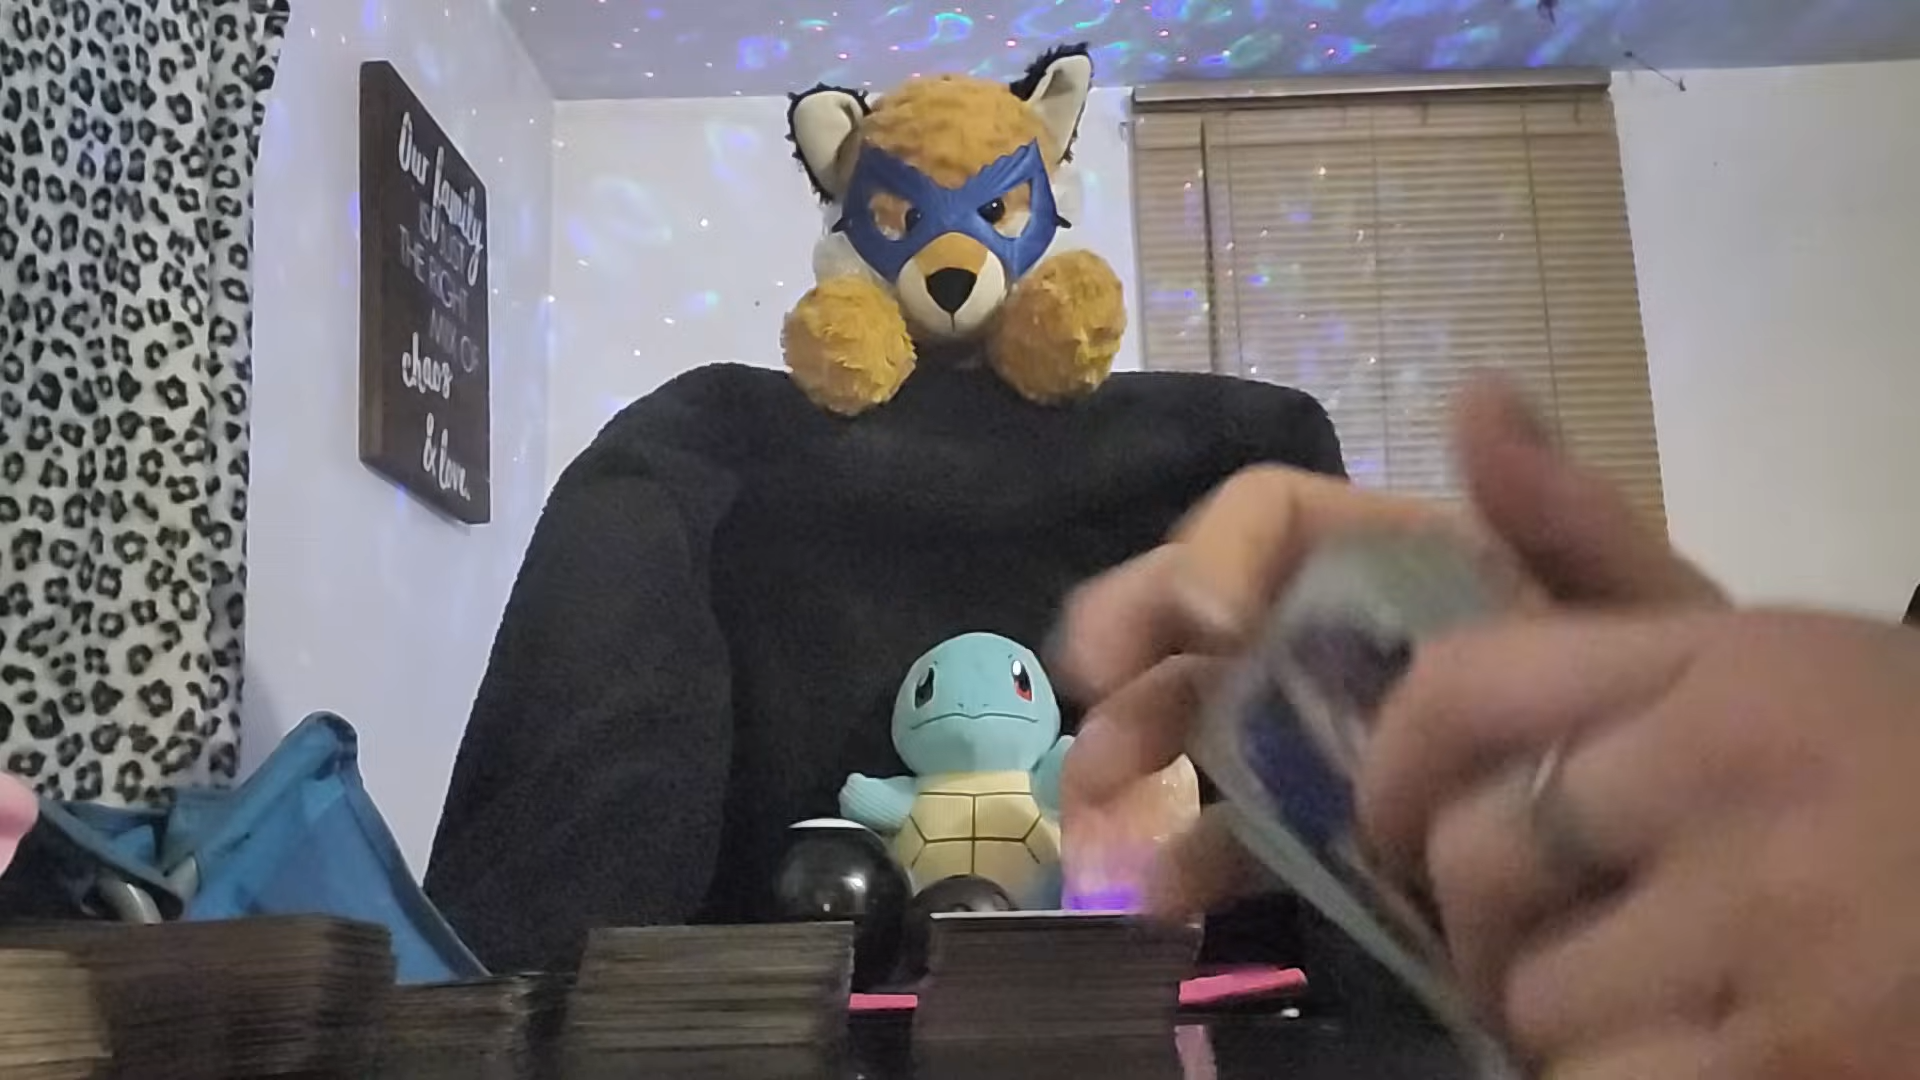 Our family
IS JUST
THE RIGHT
MIX OF
chaos
& love.